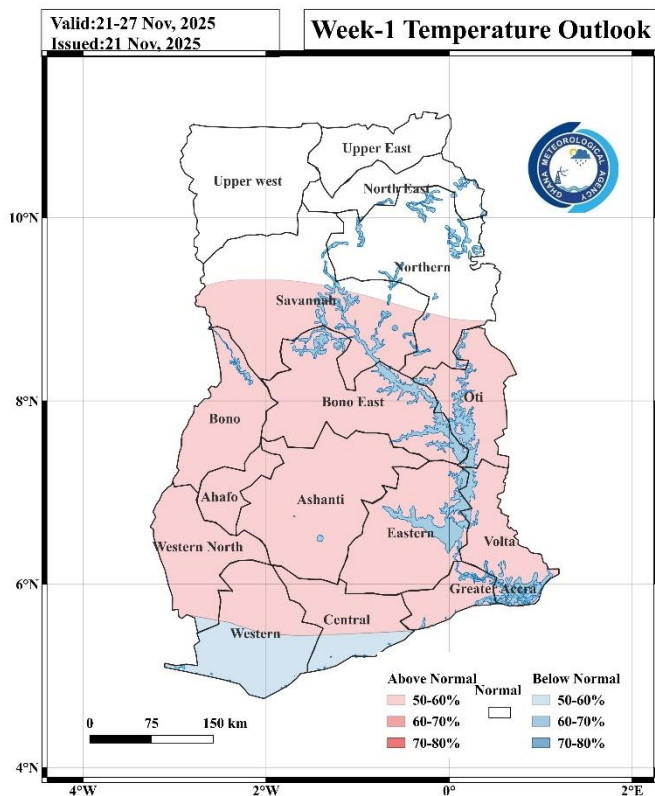 Valid:21-27 Nov, 2025
Issued:21 Nov, 2025
Week-1 Temperature Outlook
GHANA METEOROLOGICAL AGENCY
Upper East
Upper west
North East
10°N
Northern
Savannah
8°N
Bono East
Oti
Bono
Ahafo
Ashanti
Western North
Eastern
Volta
6°N
Greater Accra
Central
Western
Above Normal
Normal
Below Normal
50-60%
50-60%
60-70%
60-70%
70-80%
70-80%
0 75 150 km
4°N
4°W 2°W 0° 2°E